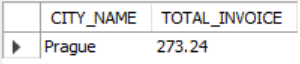 CITY_NAME TOTAL_INVOICE
Prague 273.24